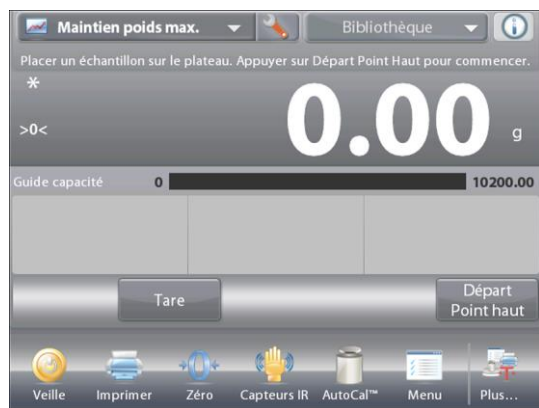 Maintien poids max. Bibliothèque
Placer un échantillon sur le plateau. Appuyer sur Départ Point Haut pour commencer.
*
>0< 0.00 g
Guide capacité 0 10200.00
Tare Départ
Point haut
Veille Imprimer Zéro Capteurs IR AutoCal™ Menu Plus...